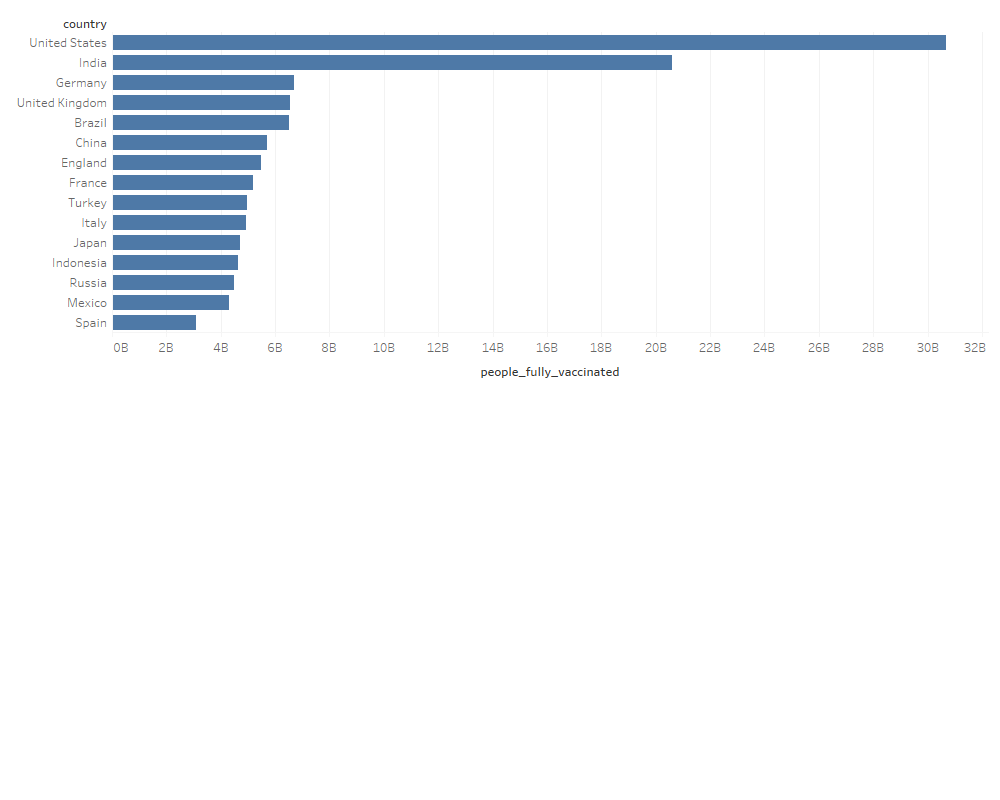 country
United States
India
Germany
United Kingdom
Brazil
China
England
France
Turkey
Italy
Japan
Indonesia
Russia
Mexico
Spain
0B 2B 4B 6B 8B 10B 12B 14B 16B 18B 20B 22B 24B 26B 28B 30B 32B
people_fully_vaccinated